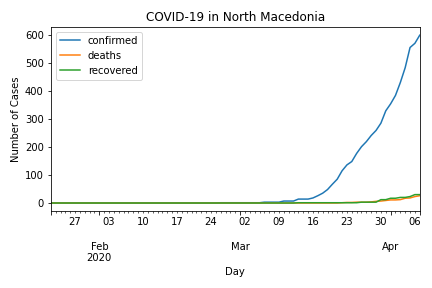 COVID-19 in North Macedonia
confirmed
deaths
recovered
Number of Cases
600
500
400
300
200
100
0
27 03 10 17 24 02 09 16 23 30 06
Feb Mar Apr
2020
Day